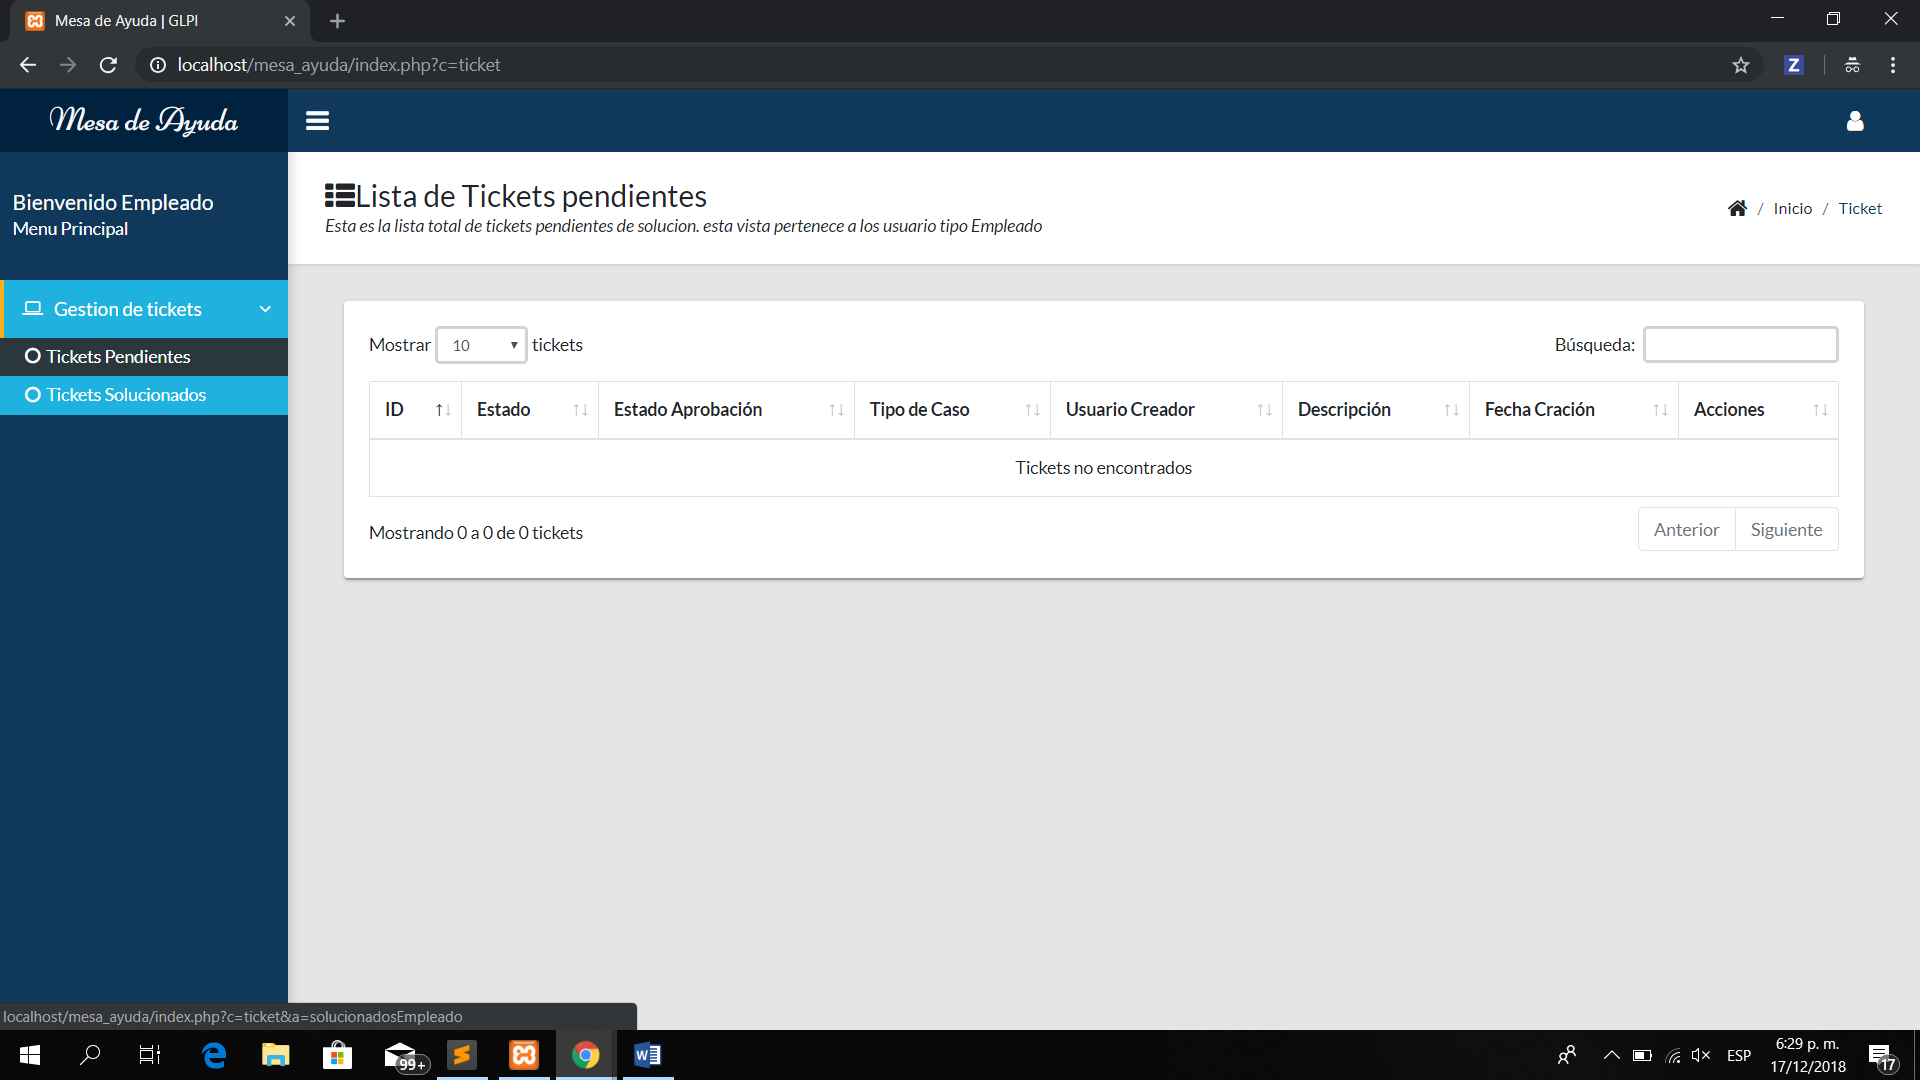 Mesa de Ayuda | GLPI
localhost/mesa_ayuda/index.php?c=ticket
Z
Mesa de Ayuda
Bienvenido Empleado
Menu Principal
Gestion de tickets
Tickets Pendientes
Tickets Solucionados
Lista de Tickets pendientes
Esta es la lista total de tickets pendientes de solucion. esta vista pertenece a los usuario tipo Empleado
/ Inicio / Ticket
Mostrar 10 tickets
Búsqueda:
ID Estado Estado Aprobación Tipo de Caso Usuario Creador Descripción Fecha Cración Acciones
Tickets no encontrados
Mostrando 0 a 0 de 0 tickets
Anterior Siguiente
localhost/mesa_ayuda/index.php?c=ticket&a=solucionadosEmpleado
99+
W
ESP
6:29 p. m.
17/12/2018
17